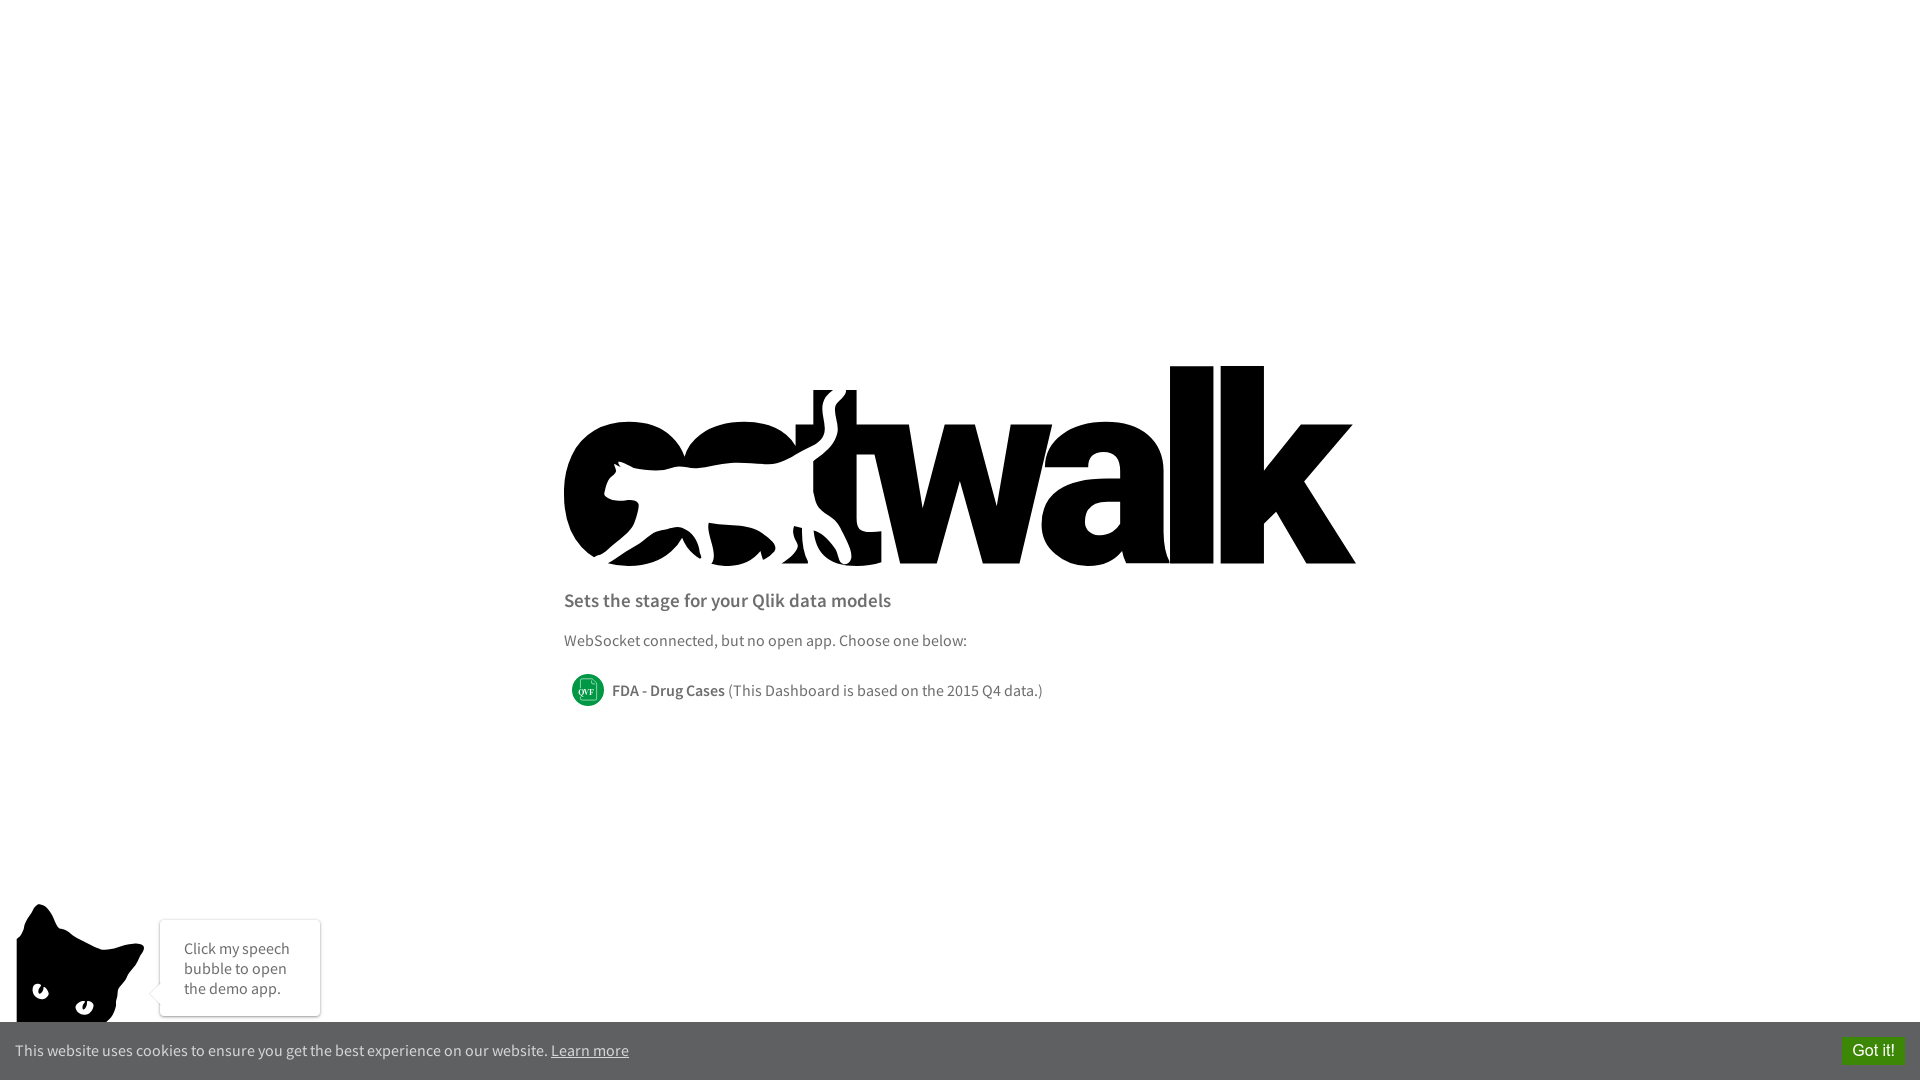 catwalk
Sets the stage for your Qlik data models
WebSocket connected, but no open app. Choose one below:
QVF
FDA - Drug Cases (This Dashboard is based on the 2015 Q4 data.)
Click my speech
bubble to open
the demo app.
This website uses cookies to ensure you get the best experience on our website. Learn more
Got it!